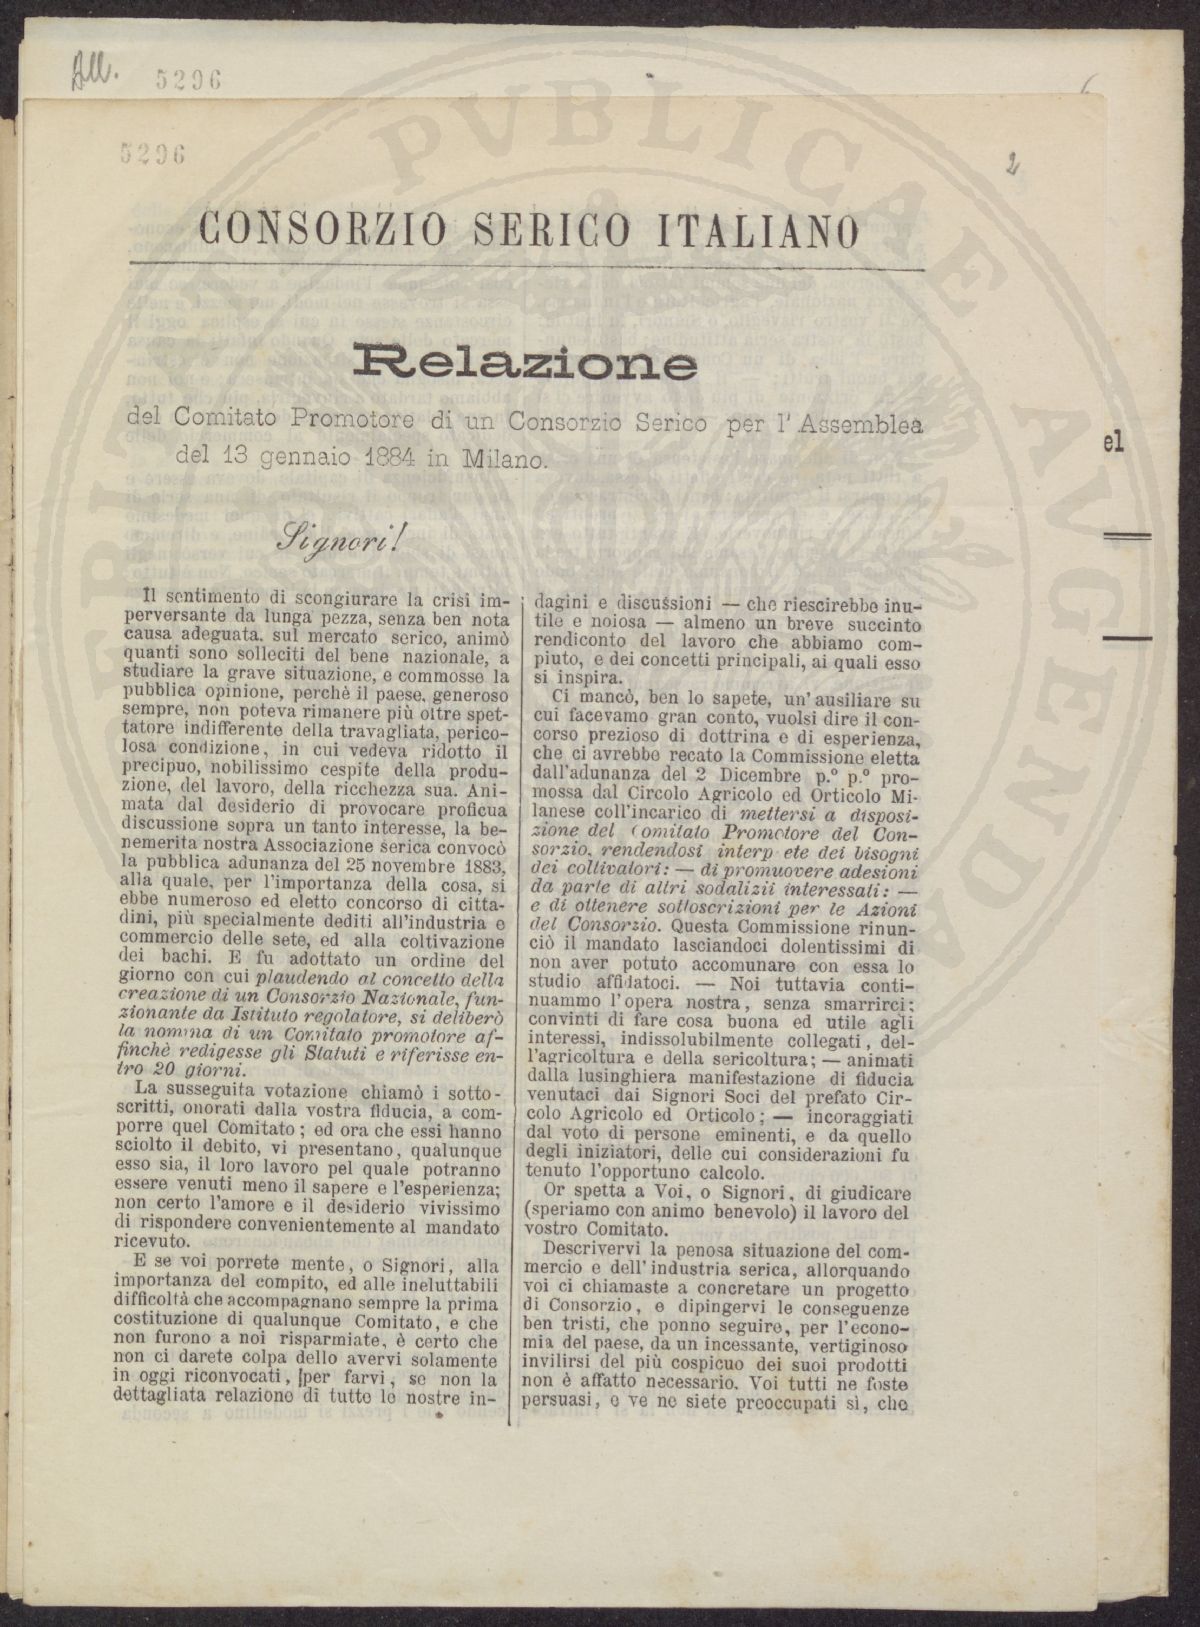 All. 5296
5296
2
CONSORZIO SERICO ITALIANO
Relazione
del Comitato Promotore di un Consorzio Serico per l'Assemblea
del 13 gennaio 1884 in Milano.
el
Signori!
Il sentimento di scongiurare la crisi im-
perversante da lunga pezza, senza ben nota
causa adeguata, sul mercato serico, animò
quanti sono solleciti del bene nazionale, a
studiare la grave situazione, e commosse la
pubblica opinione, perchè il paese, generoso
sempre, non poteva rimanere più oltre spet-
tatore indifferente della travagliata, perico-
losa condizione, in cui vedeva ridotto il
precipuo, nobilissimo cespite della produ-
zione, del lavoro, della ricchezza sua. Ani-
mata dal desiderio di provocare proficua
discussione sopra un tanto interesse, la be-
nemerita nostra Associazione serica convocò
la pubblica adunanza del 25 novembre 1883,
alla quale, per l'importanza della cosa, si
ebbe numeroso ed eletto concorso di citta-
dini, più specialmente dediti all'industria e
commercio delle sete, ed alla coltivazione
dei bachi. E fu adottato un ordine del
giorno con cui plaudendo al concetto della
creazione di un Consorzio Nazionale, fun-
zionante da Istituto regolatore, si deliberò
la nomina di un Comitato promotore af-
finchè redigesse gli Statuti e riferisse en-
tro 20 giorni.
La susseguita votazione chiamò i sotto-
scritti, onorati dalla vostra fiducia, a com-
porre quel Comitato; ed ora che essi hanno
sciolto il debito, vi presentano, qualunque
esso sia, il loro lavoro pel quale potranno
essere venuti meno il sapere e l'esperienza;
non certo l'amore e il desiderio vivissimo
di rispondere convenientemente al mandato
ricevuto.
E se voi porrete mente, o Signori, alla
importanza del compito, ed alle ineluttabili
difficoltà che accompagnano sempre la prima
costituzione di qualunque Comitato, e che
non furono a noi risparmiate, è certo che
non ci darete colpa dello avervi solamente
in oggi riconvocati, per farvi, se non la
dettagliata relazione di tutte le nostre in-
dagini e discussioni — che riescirebbe inu-
tile e noiosa — almeno un breve succinto
rendiconto del lavoro che abbiamo com-
piuto, e dei concetti principali, ai quali esso
si inspira.
Ci mancò, ben lo sapete, un' ausiliare su
cui facevamo gran conto, vuolsi dire il con-
corso prezioso di dottrina e di esperienza,
che ci avrebbe recato la Commissione eletta
dall'adunanza del 2 Dicembre p.º p.º pro-
mossa dal Circolo Agricolo ed Orticolo Mi-
lanese coll'incarico di mettersi a disposi-
zione del Comitato Promotore del Con-
sorzio, rendendosi interp ete dei bisogni
dei coltivatori: — di promuovere adesioni
da parte di altri sodalizii interessati: —
e di ottenere sottoscrizioni per le Azioni
del Consorzio. Questa Commissione rinun-
ciò il mandato lasciandoci dolentissimi di
non aver potuto accomunare con essa lo
studio affidatoci. — Noi tuttavia conti-
nuammo l'opera nostra, senza smarrirci;
convinti di fare cosa buona ed utile agli
interessi, indissolubilmente collegati, del-
l'agricoltura e della sericoltura; — animati
dalla lusinghiera manifestazione di fiducia
venutaci dai Signori Soci del prefato Cir-
colo Agricolo ed Orticolo; — incoraggiati
dal voto di persone eminenti, e da quello
degli iniziatori, delle cui considerazioni fu
tenuto l'opportuno calcolo.
Or spetta a Voi, o Signori, di giudicare
(speriamo con animo benevolo) il lavoro del
vostro Comitato.
Descrivervi la penosa situazione del com-
mercio e dell' industria serica, allorquando
voi ci chiamaste a concretare un progetto
di Consorzio, e dipingervi le conseguenze
ben tristi, che ponno seguire, per l'econo-
mia del paese, da un incessante, vertiginoso
invilirsi del più cospicuo dei suoi prodotti
non è affatto necessario. Voi tutti ne foste
persuasi, e ve ne siete preoccupati sì, che
PVBLICAE AVGENDA